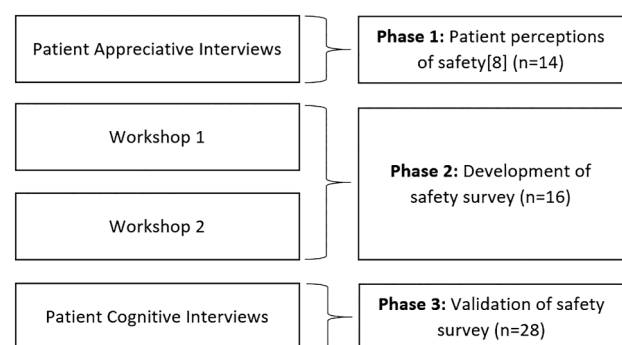 Patient Appreciative Interviews
Phase 1: Patient perceptions
of safety[8] (n=14)
Workshop 1
Workshop 2
Phase 2: Development of
safety survey (n=16)
Patient Cognitive Interviews
Phase 3: Validation of safety
survey (n=28)